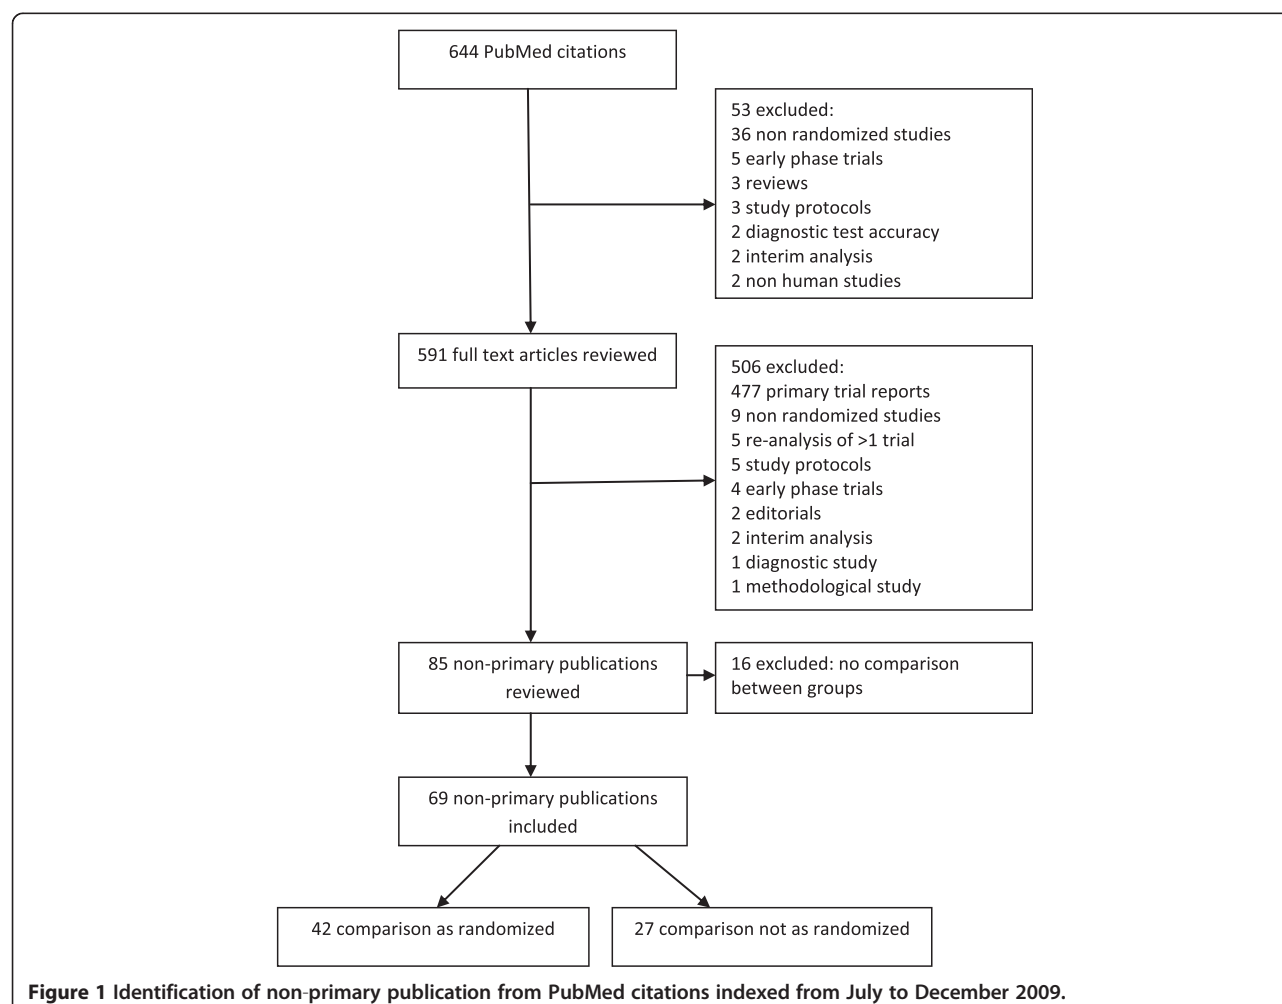 644 PubMed citations
53 excluded:
36 non randomized studies
5 early phase trials
3 reviews
3 study protocols
2 diagnostic test accuracy
2 interim analysis
2 non human studies
591 full text articles reviewed
506 excluded:
477 primary trial reports
9 non randomized studies
5 re-analysis of >1 trial
5 study protocols
4 early phase trials
2 editorials
2 interim analysis
1 diagnostic study
1 methodological study
85 non-primary publications
reviewed
16 excluded: no comparison
between groups
69 non-primary publications
included
42 comparison as randomized
27 comparison not as randomized
Figure 1 Identification of non-primary publication from PubMed citations indexed from July to December 2009.